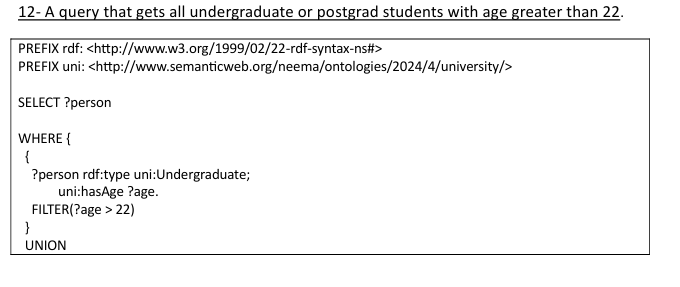 12- A query that gets all undergraduate or postgrad students with age greater than 22.
PREFIX rdf: <http://www.w3.org/1999/02/22-rdf-syntax-ns#>
PREFIX uni: <http://www.semanticweb.org/neema/ontologies/2024/4/university/>
SELECT ?person
WHERE {
{
?person rdf:type uni:Undergraduate;
uni:hasAge ?age.
FILTER(?age > 22)
}
UNION